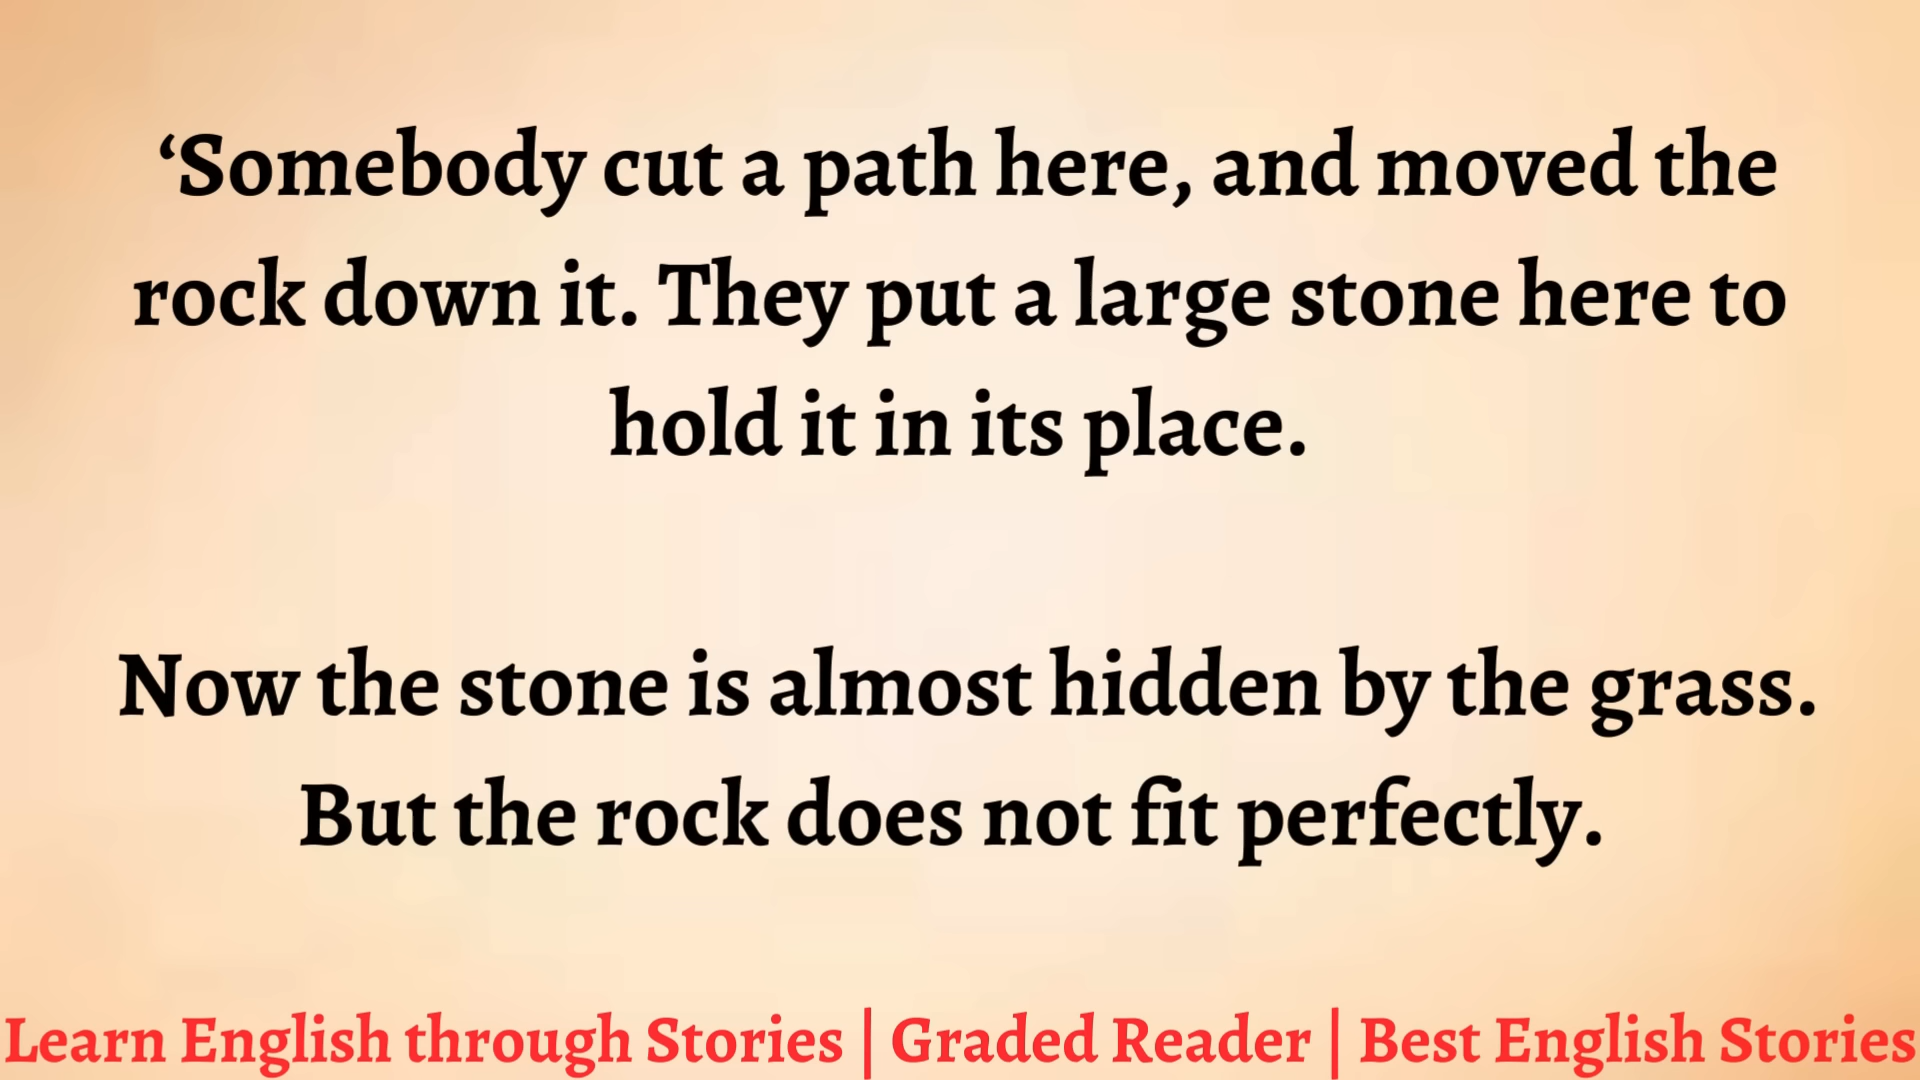 ‘Somebody cut a path here, and moved the
rock down it. They put a large stone here to
hold it in its place.
Now the stone is almost hidden by the grass.
But the rock does not fit perfectly.
Learn English through Stories | Graded Reader | Best English Stories